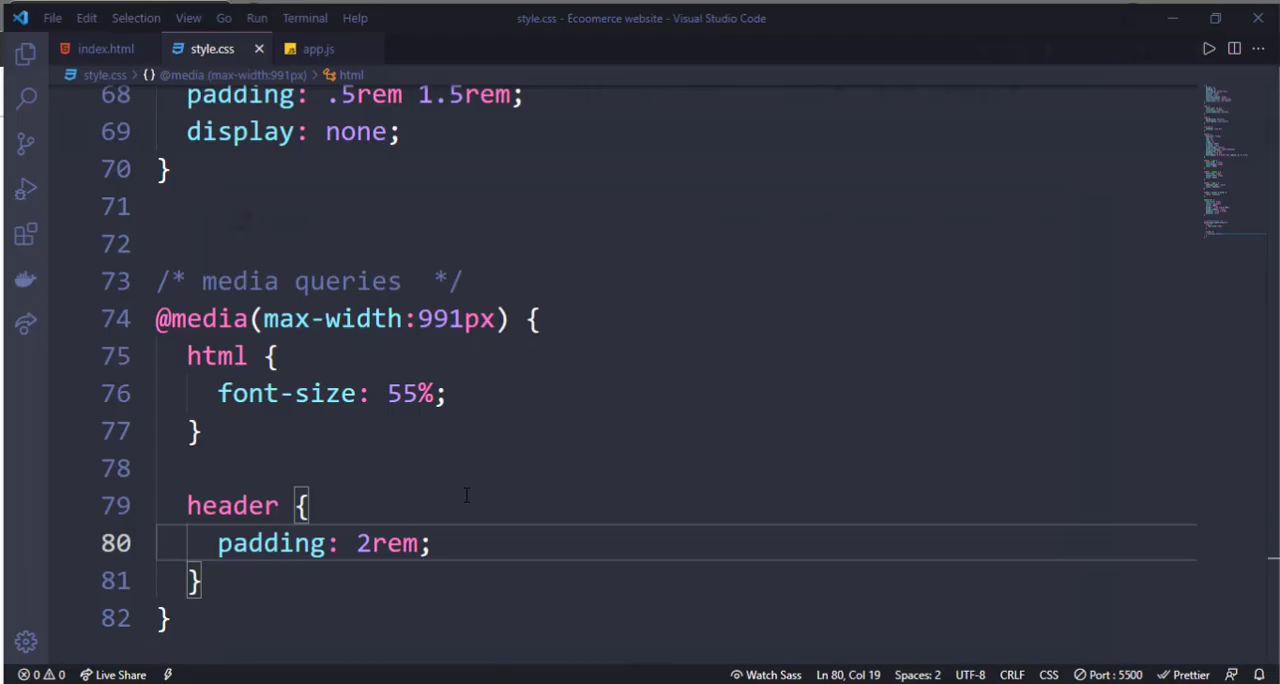 File Edit Selection View Go Run Terminal Help style.css - Ecoomerce website - Visual Studio Code
index.html style.css app.js
style.css > {} @media (max-width:991px) > html
68 padding: .5rem 1.5rem;
69 display: none;
70 }
71
72
73 /* media queries  */
74 @media(max-width:991px) {
75 html {
76 font-size: 55%;
77 }
78
79 header {
80 padding: 2rem;
81 }
82 }
0 0 Live Share Watch Sass Ln 80, Col 19 Spaces: 2 UTF-8 CRLF CSS Port : 5500 Prettier